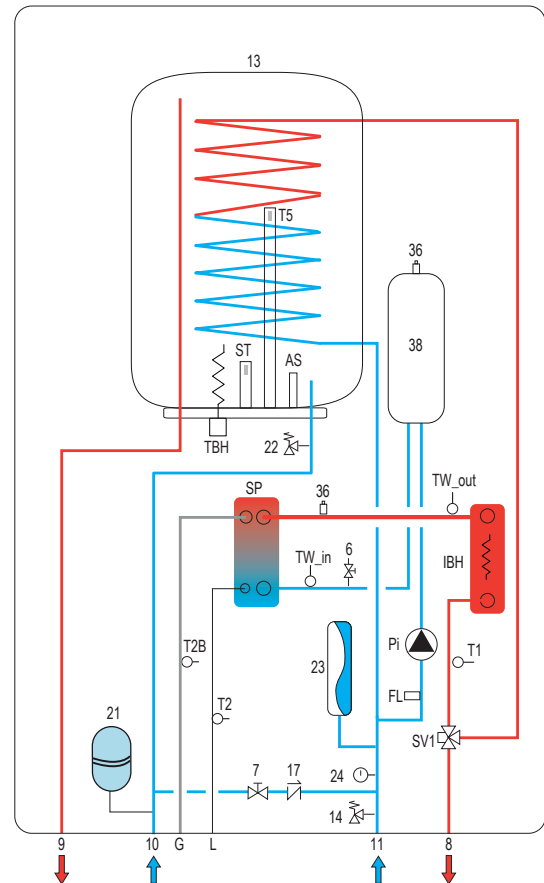 13
36
T5
38
ST
AS
TBH
22
SP
36
TW_out
TW_in
6
IBH
T2B
23
Pi
T1
T2
FL
21
SV1
7
17
24
14
9
10
G
L
11
8